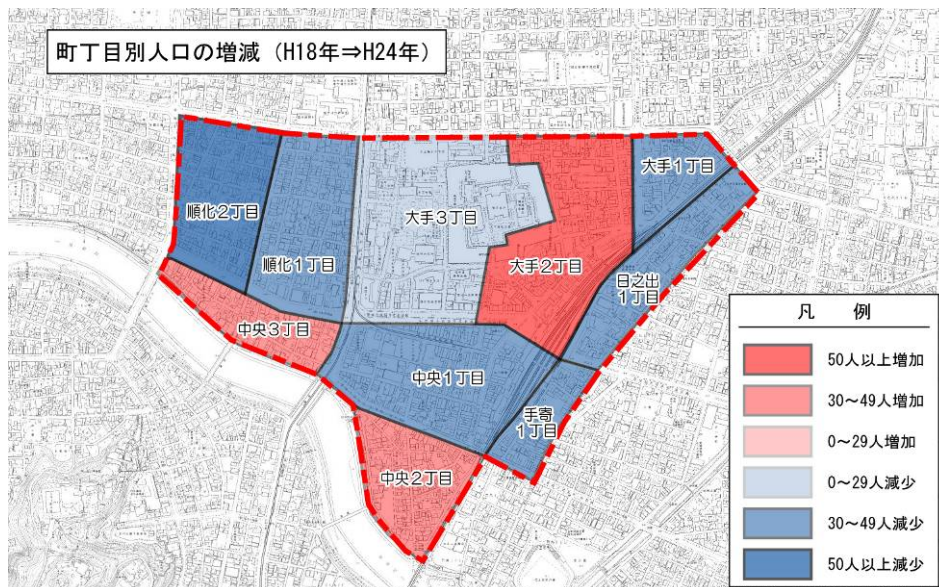 町丁目別人口の増減（H18年⇒H24年）
大手1丁目
順化2丁目
大手3丁目
順化1丁目
大手2丁目
日之出
1丁目
中央3丁目
中央1丁目
手寄
1丁目
中央2丁目
凡 例
50人以上増加
30～49人増加
0～29人増加
0～29人減少
30～49人減少
50人以上減少